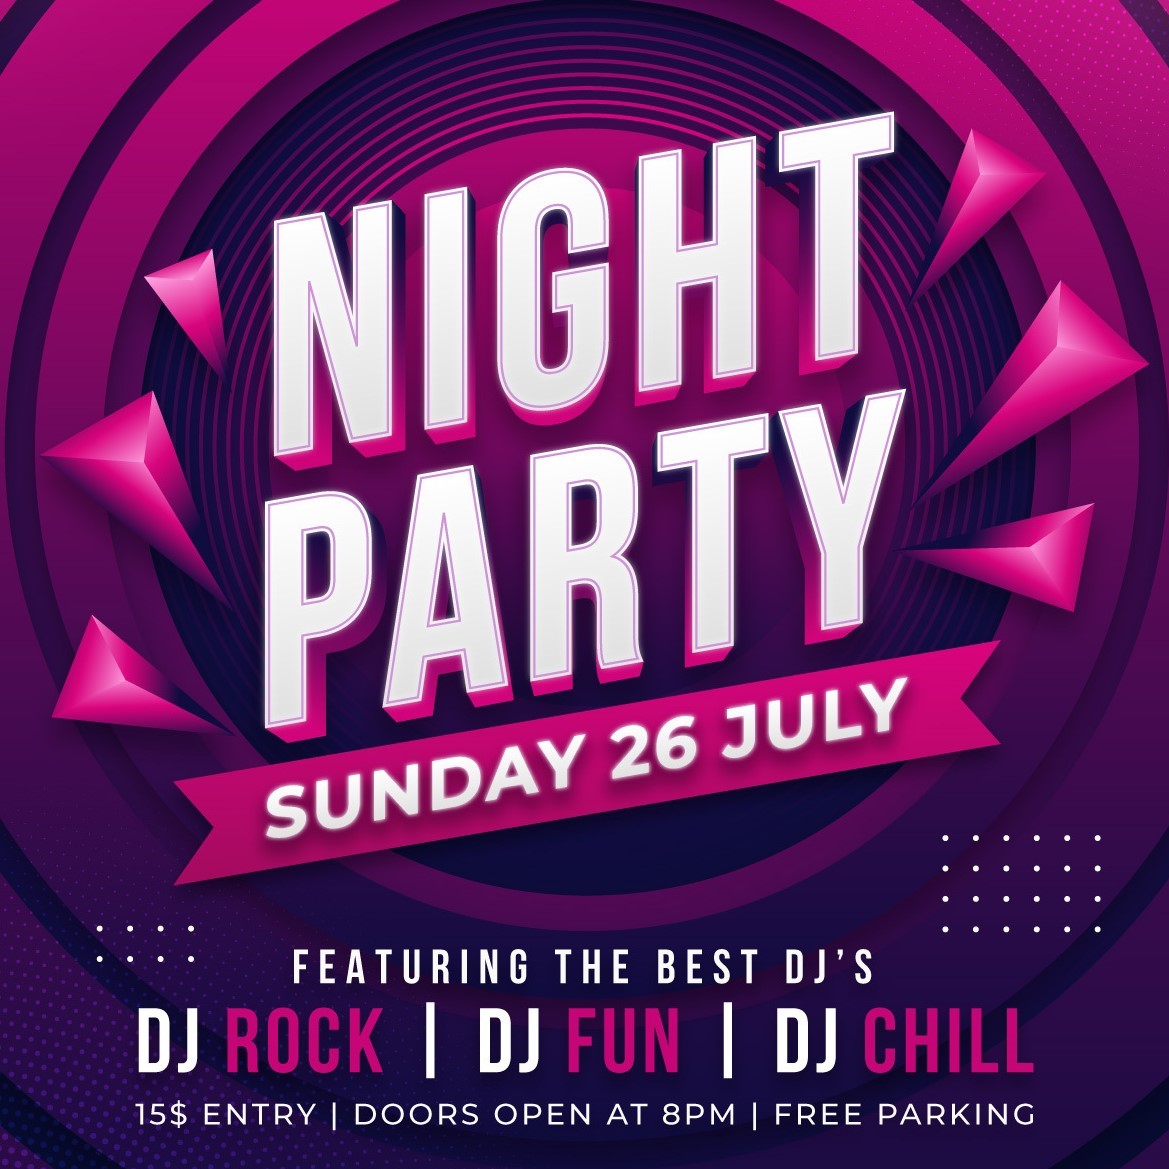 NIGHT
PARTY
SUNDAY 26 JULY
FEATURING THE BEST DJ'S
DJ ROCK | DJ FUN | DJ CHILL
15$ ENTRY | DOORS OPEN AT 8PM | FREE PARKING